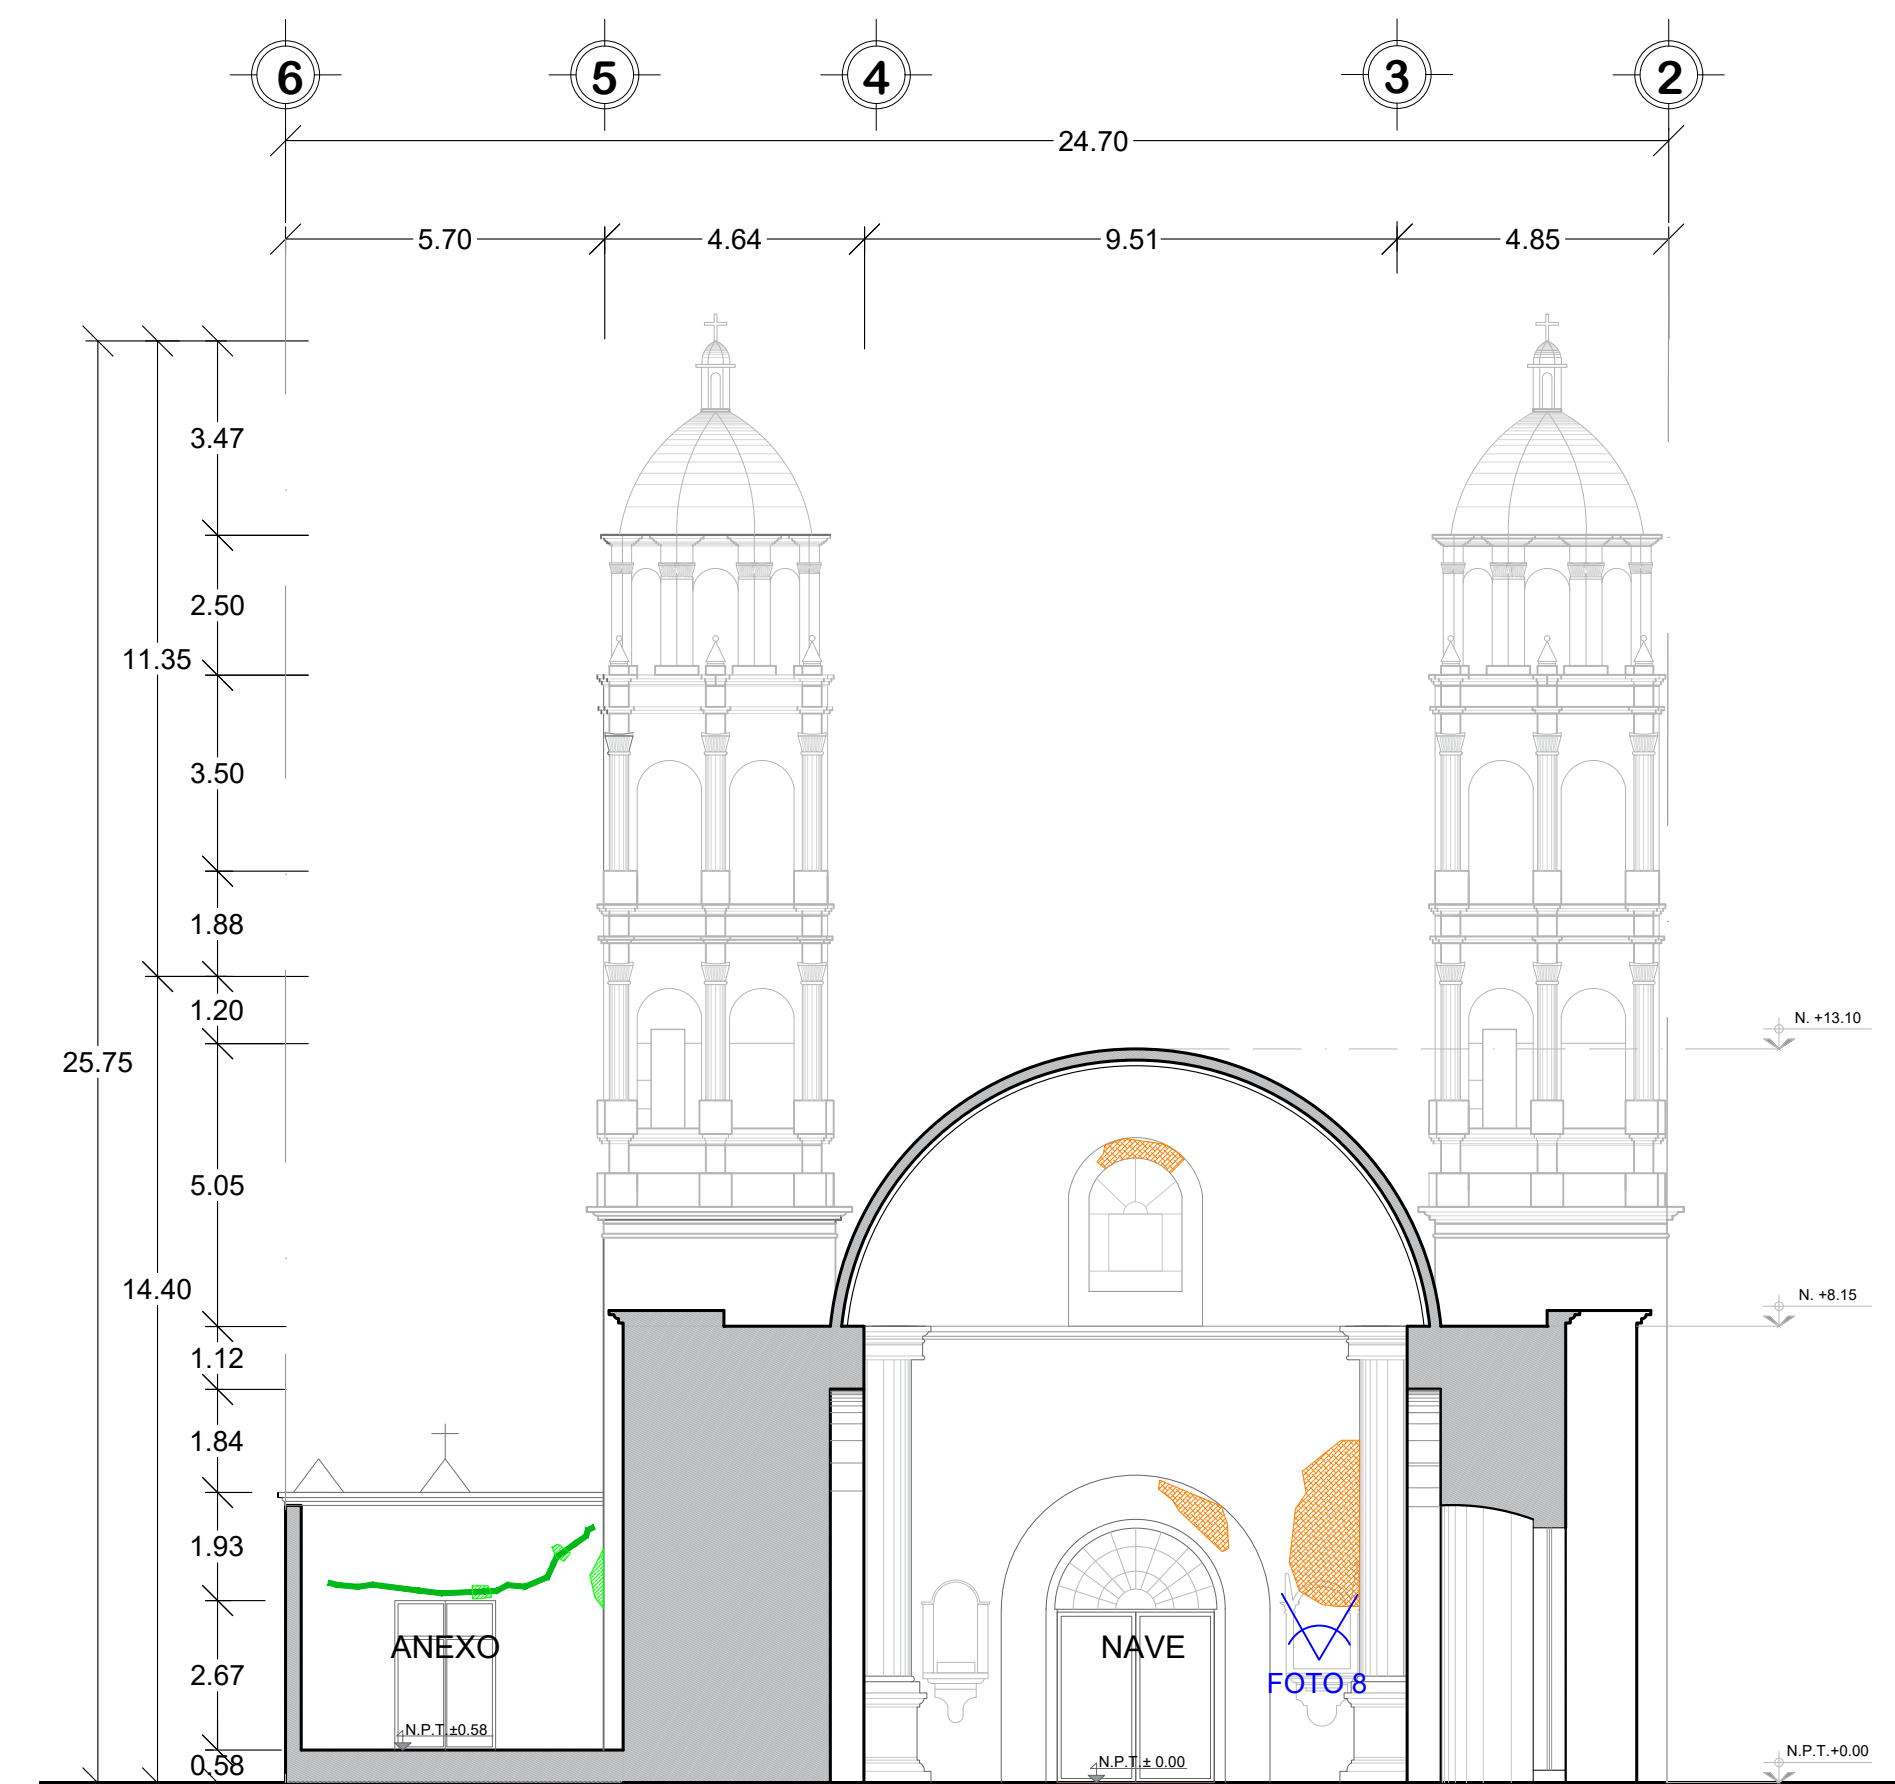 6 5 4 3 2
24.70
5.70 4.64 9.51 4.85
3.47
2.50
11.35
3.50
1.88
1.20
N. +13.10
25.75
5.05
14.40
N. +8.15
1.12
1.84
1.93
ANEXO NAVE
2.67
FOTO 8
N.P.T.±0.58
N.P.T.+0.00
0.58
N.P.T.± 0.00